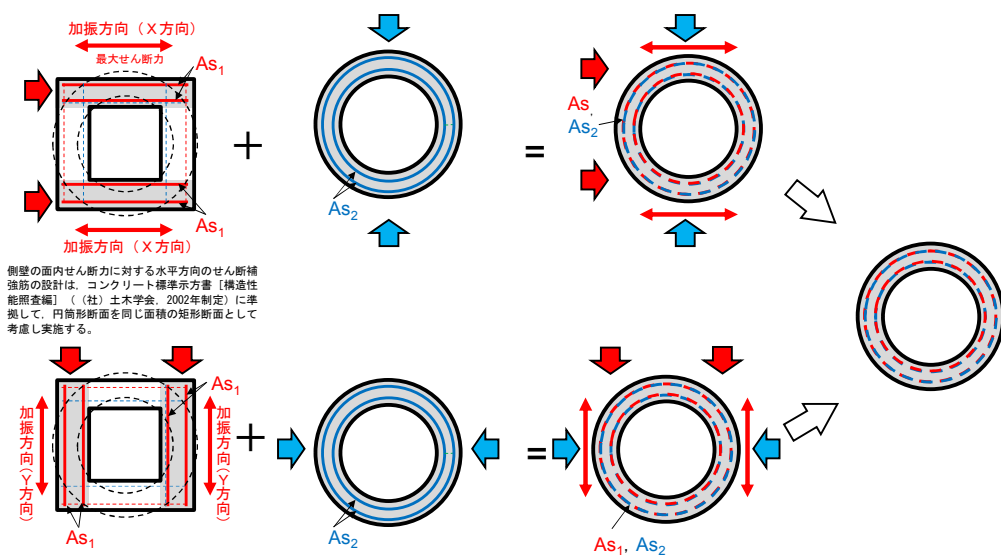 加振方向（Ｘ方向）
最大せん断力
As1
+
As2
=
As,
As2
As1
加振方向（Ｘ方向）
側壁の面内せん断力に対する水平方向のせん断補
強筋の設計は，コンクリート標準示方書［構造性
能照査編］（（社）土木学会，2002年制定）に準
拠して，円筒形断面を同じ面積の矩形断面として
考慮し実施する。
As1
加振方向（Ｙ方向）
加振方向（Ｙ方向）
+
=
As1
As2
As1, As2